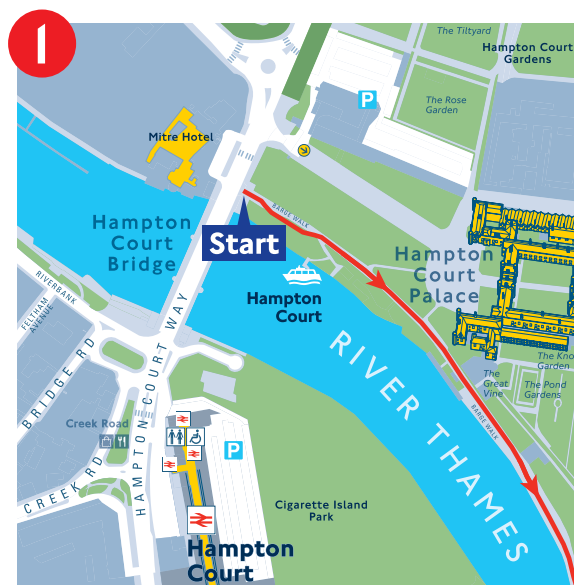 1
The Tiltyard
Hampton Court
Gardens
P
The Rose
Garden
Mitre Hotel
BARGE WALK
Hampton
Court
Bridge
Start
Hampton
Court
Palace
Hampton
Court
RIVERBANK
FELTHAM
AVENUE
BRIDGE RD
HAMPTON COURT WAY
RIVER THAMES
The Kno
Garden
The
Great
Vine
The Pond
Gardens
BARGE WALK
Creek Road
CREEK RD
P
Cigarette Island
Park
Hampton
Court